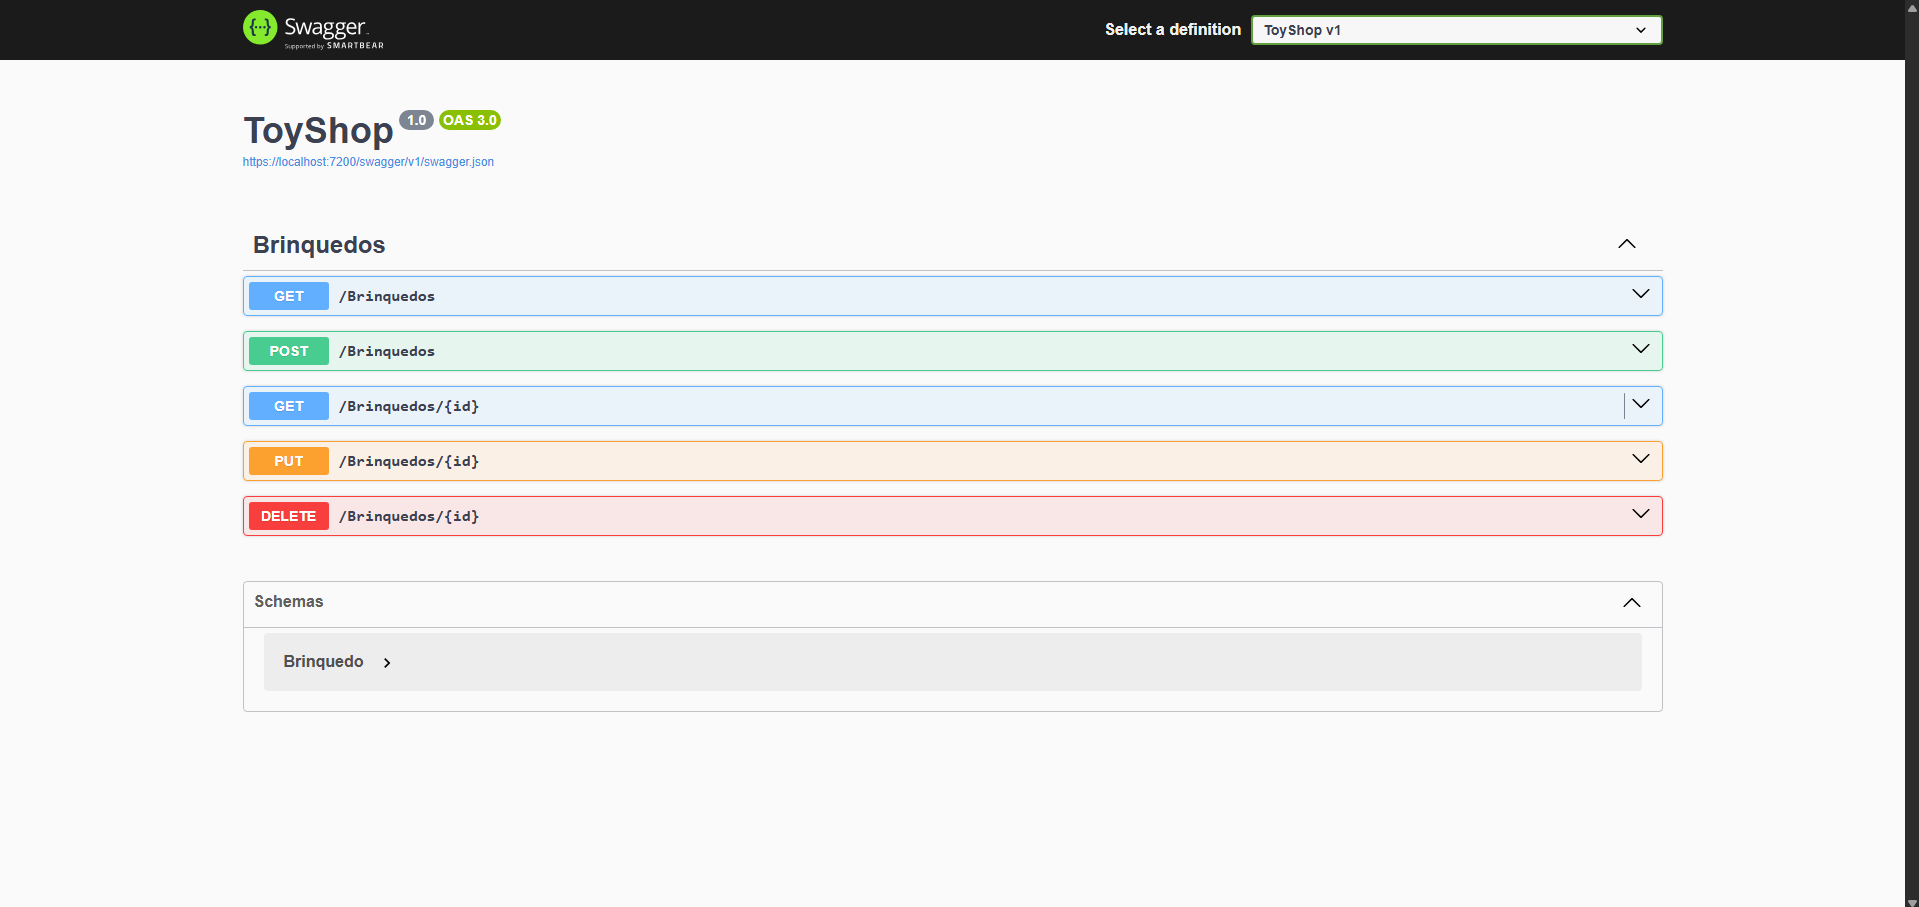 Swagger
Supported by SMARTBEAR
Select a definition
ToyShop v1
ToyShop 1.0 OAS 3.0
https://localhost:7200/swagger/v1/swagger.json
Brinquedos
GET /Brinquedos
POST /Brinquedos
GET /Brinquedos/{id}
PUT /Brinquedos/{id}
DELETE /Brinquedos/{id}
Schemas
Brinquedo